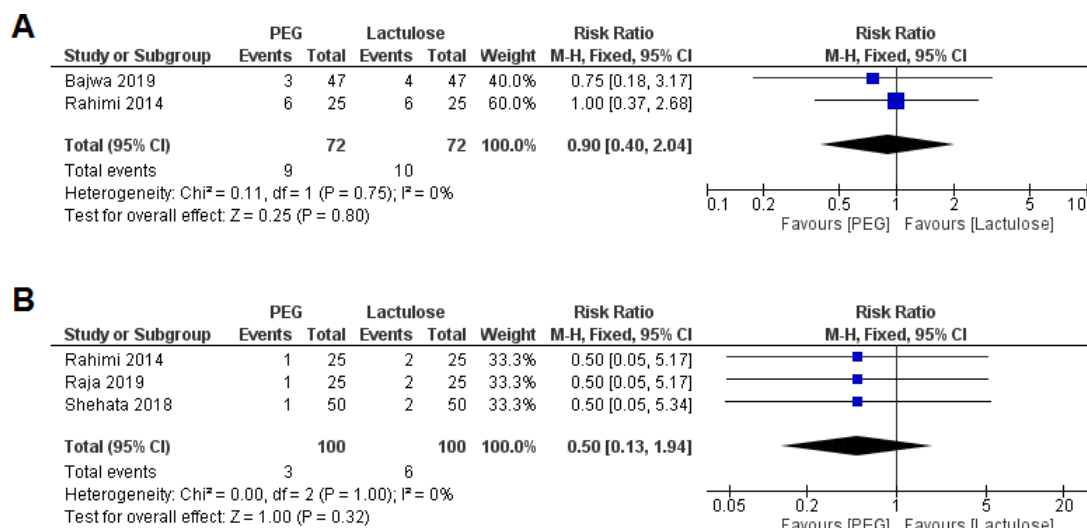 A
PEG Lactulose Risk Ratio Risk Ratio
Study or Subgroup Events Total Events Total Weight M-H, Fixed, 95% CI M-H, Fixed, 95% CI
Bajwa 2019 3 47 4 47 40.0% 0.75 [0.18, 3.17]
Rahimi 2014 6 25 6 25 60.0% 1.00 [0.37, 2.68]
Total (95% CI) 72 72 100.0% 0.90 [0.40, 2.04]
Total events 9 10
Heterogeneity: Chi² = 0.11, df = 1 (P = 0.75); I² = 0%
Test for overall effect: Z = 0.25 (P = 0.80)
0.1 0.2 0.5 1 2 5 10
Favours [PEG] Favours [Lactulose]
B
PEG Lactulose Risk Ratio Risk Ratio
Study or Subgroup Events Total Events Total Weight M-H, Fixed, 95% CI M-H, Fixed, 95% CI
Rahimi 2014 1 25 2 25 33.3% 0.50 [0.05, 5.17]
Raja 2019 1 25 2 25 33.3% 0.50 [0.05, 5.17]
Shehata 2018 1 50 2 50 33.3% 0.50 [0.05, 5.34]
Total (95% CI) 100 100 100.0% 0.50 [0.13, 1.94]
Total events 3 6
Heterogeneity: Chi² = 0.00, df = 2 (P = 1.00); I² = 0%
Test for overall effect: Z = 1.00 (P = 0.32)
0.05 0.2 1 5 20
Favours [PEG] Favours [Lactulose]